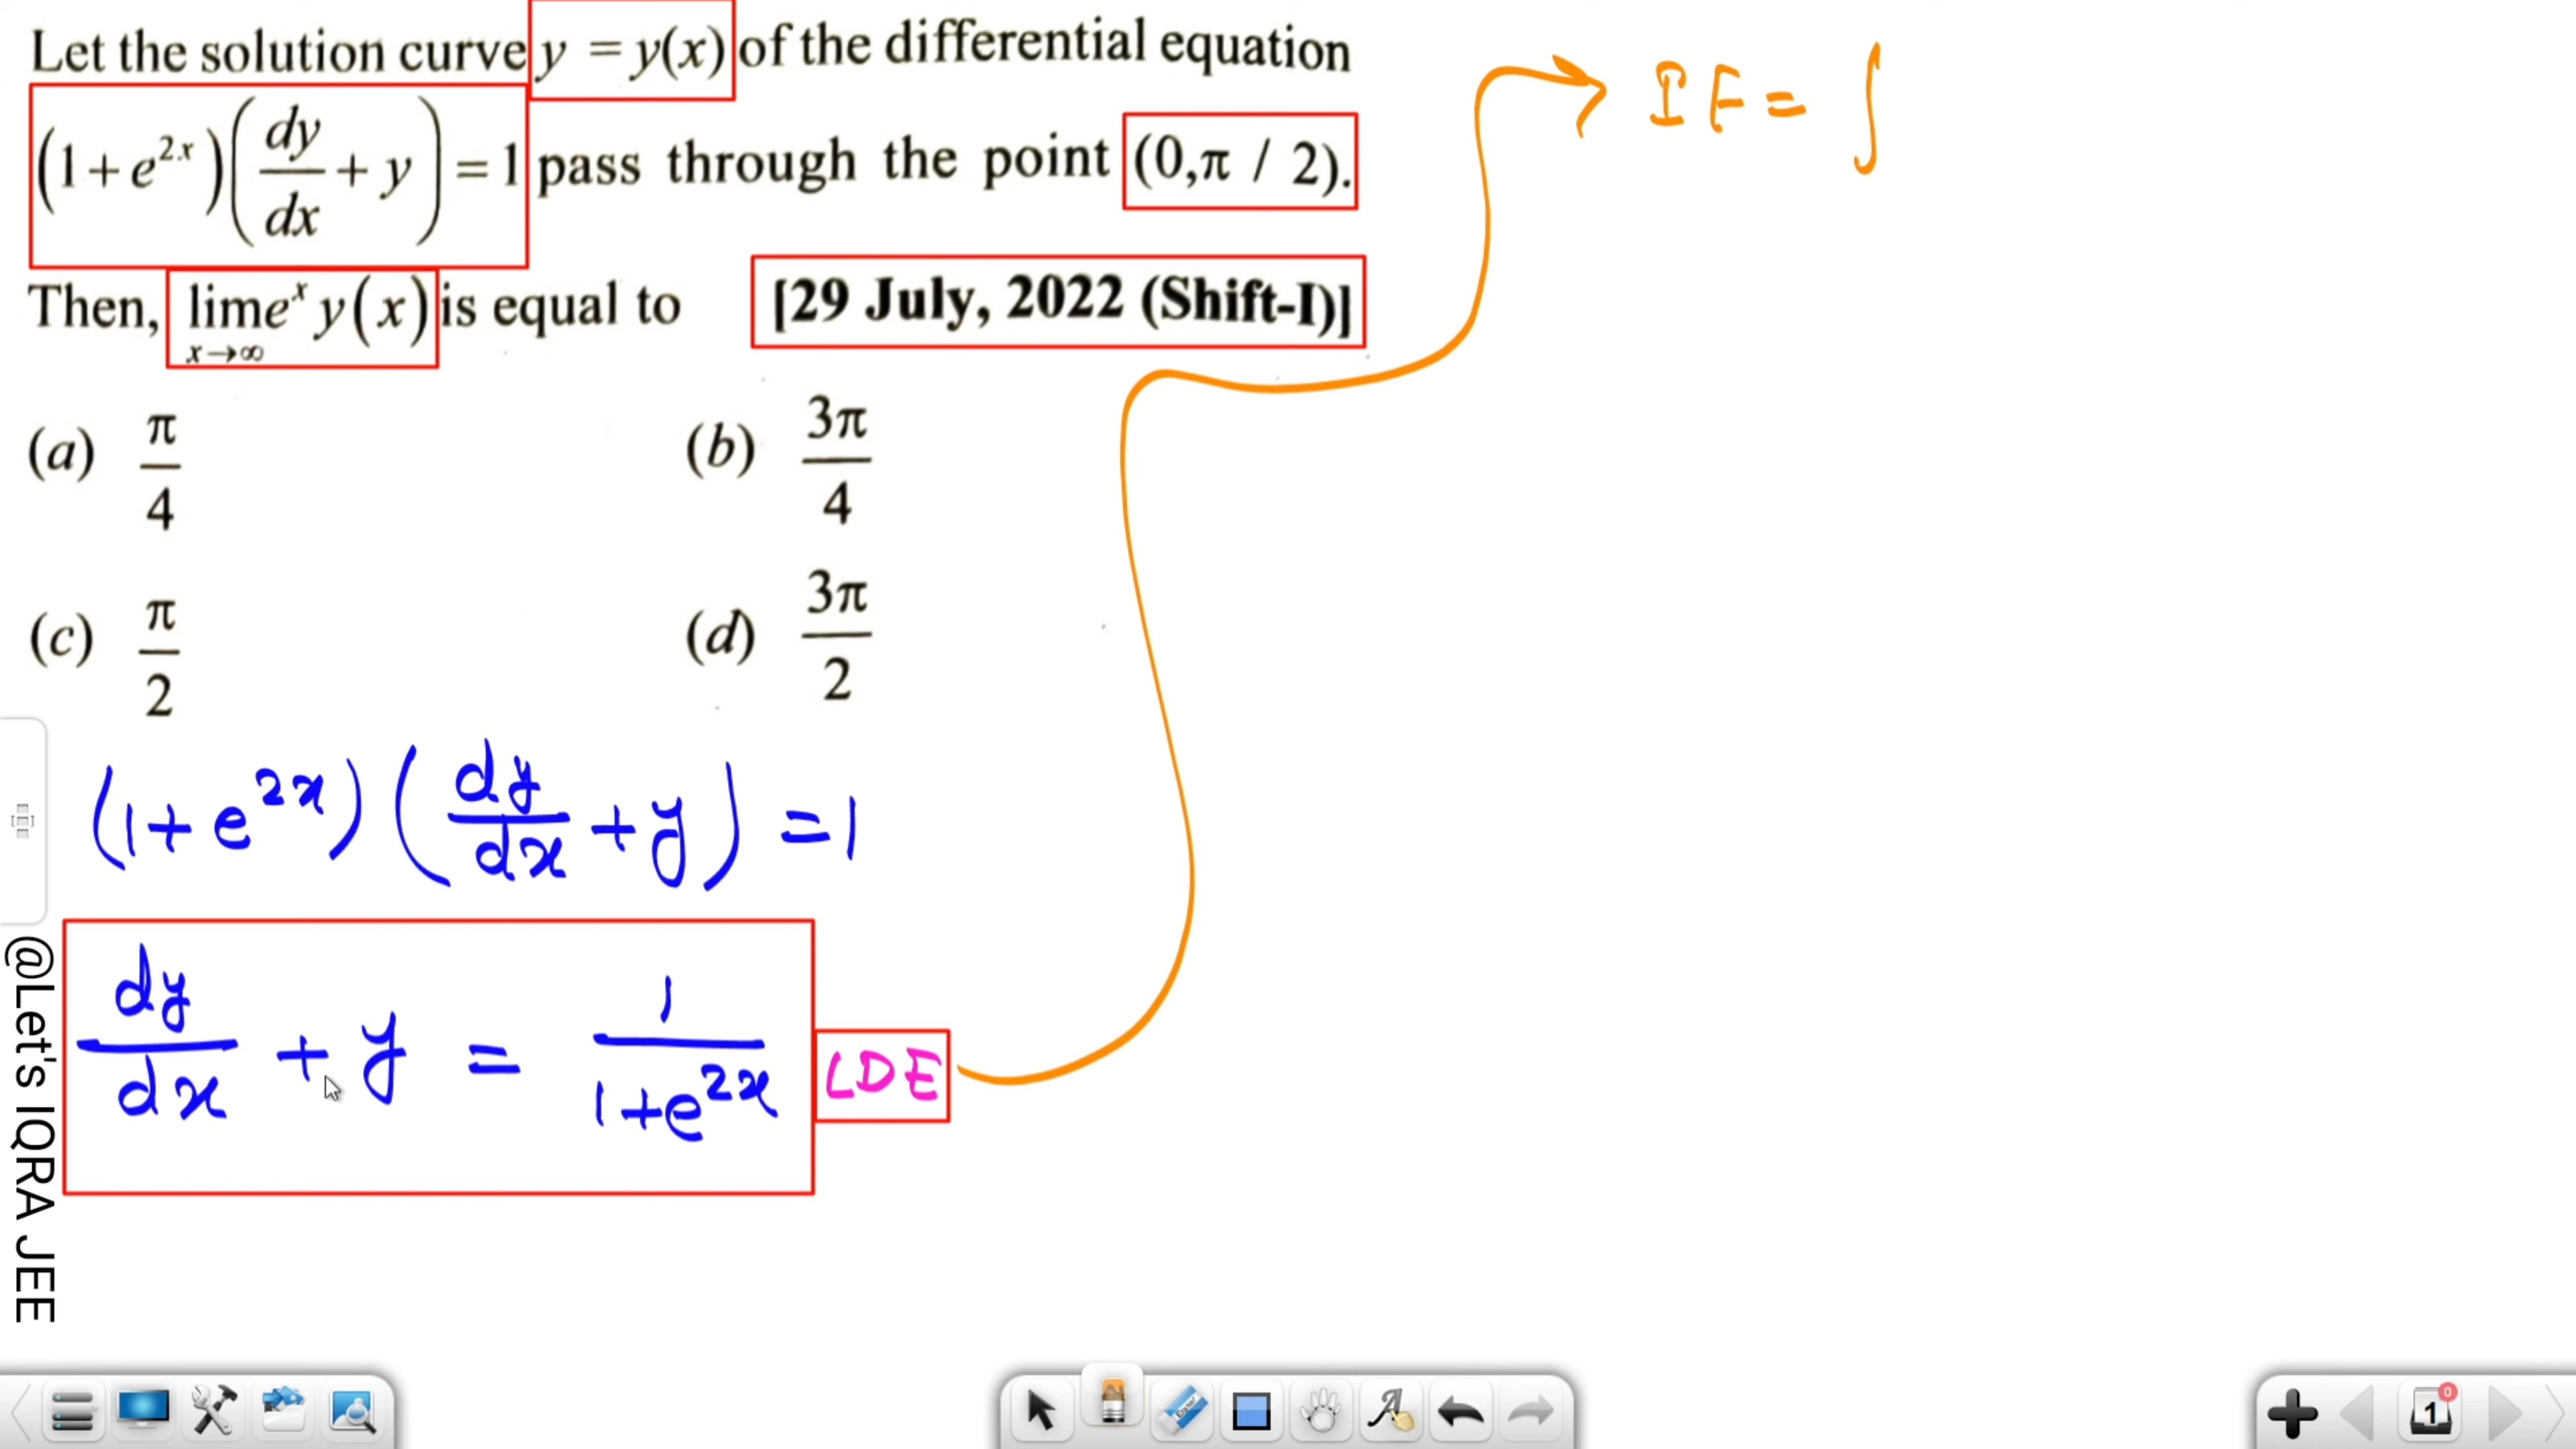 Let the solution curve y = y(x) of the differential equation
(1 + e^{2x})(dy/dx + y) = 1 pass through the point (0,π / 2).
Then, lim_{x→∞} e^x y(x) is equal to [29 July, 2022 (Shift-I)]
(a) π/4 (b) 3π/4
(c) π/2 (d) 3π/2
(1+e^{2x})(dy/dx + y) = 1
dy/dx + y = 1/(1+e^{2x}) LDE
IF = ∫
@Let's IQRA JEE
1
0